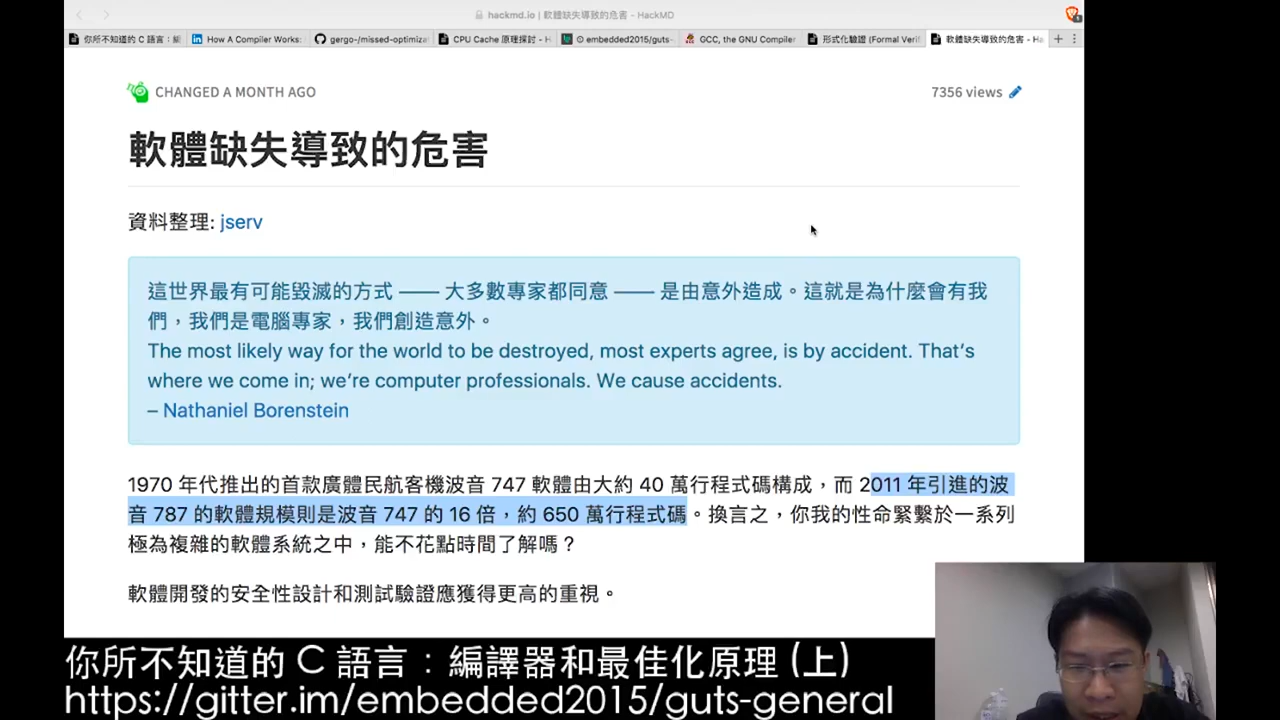 hackmd.io | 軟體缺失導致的危害 - HackMD
你所不知道的 C 語言：編
How A Compiler Works:
gergo-/missed-optimiza
CPU Cache 原理探討 - H
embedded2015/guts-
GCC, the GNU Compiler
形式化驗證 (Formal Verif
軟體缺失導致的危害 - Ha
CHANGED A MONTH AGO
7356 views
軟體缺失導致的危害
資料整理: jserv
這世界最有可能毀滅的方式 —— 大多數專家都同意 —— 是由意外造成。這就是為什麼會有我
們，我們是電腦專家，我們創造意外。
The most likely way for the world to be destroyed, most experts agree, is by accident. That's
where we come in; we're computer professionals. We cause accidents.
– Nathaniel Borenstein
1970 年代推出的首款廣體民航客機波音 747 軟體由大約 40 萬行程式碼構成，而 2011 年引進的波
音 787 的軟體規模則是波音 747 的 16 倍，約 650 萬行程式碼。換言之，你我的性命緊繫於一系列
極為複雜的軟體系統之中，能不花點時間了解嗎？
軟體開發的安全性設計和測試驗證應獲得更高的重視。
你所不知道的 C 語言：編譯器和最佳化原理 (上)
https://gitter.im/embedded2015/guts-general